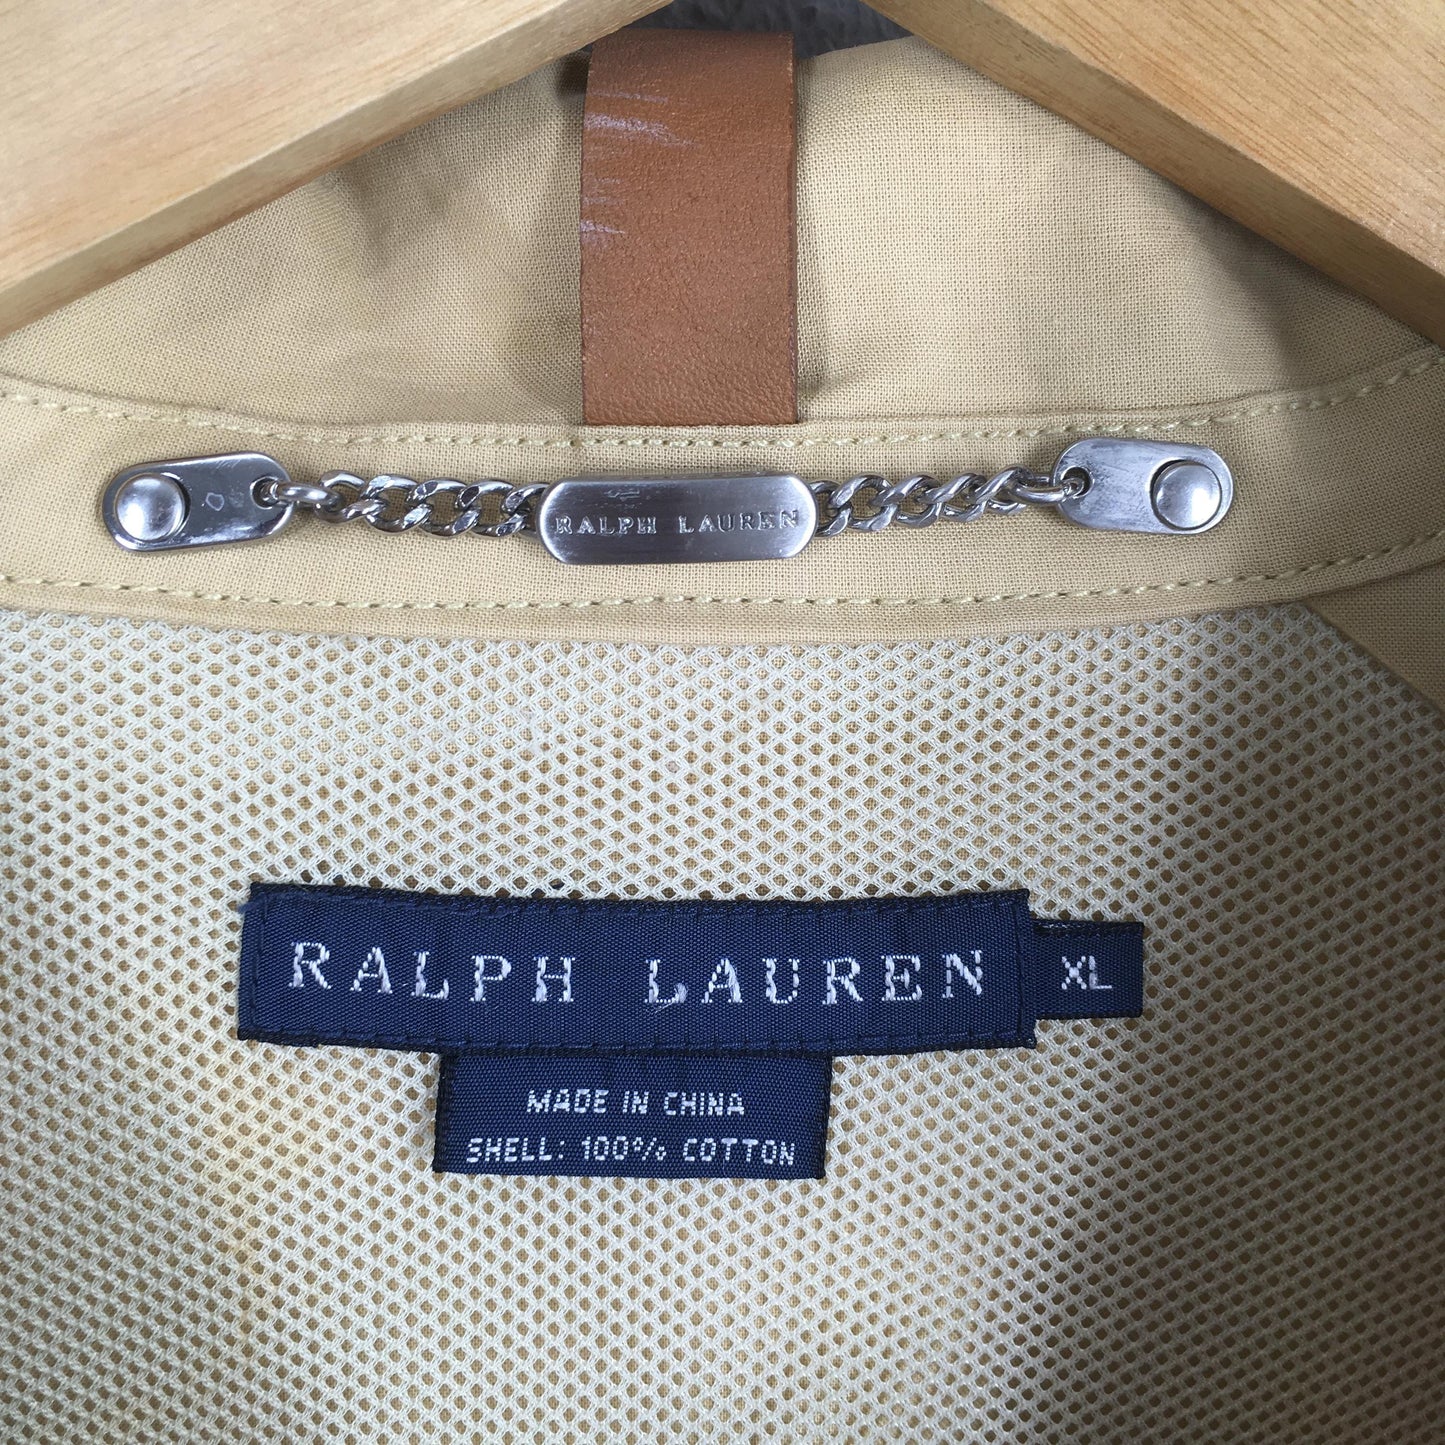 RALPH LAUREN
RALPH LAUREN
XL
MADE IN CHINA
SHELL: 100% COTTON